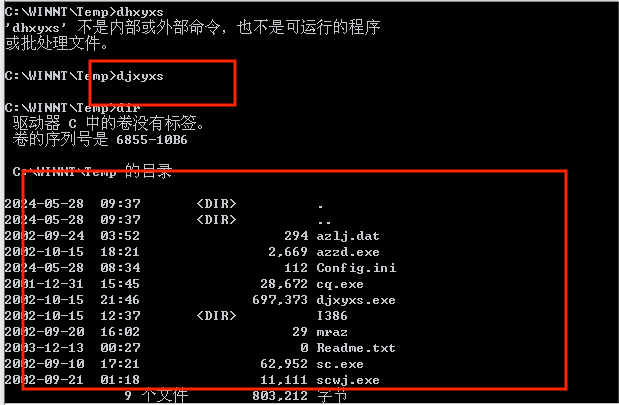 C:\WINNT\Temp>dhxyxs
'dhxyxs' 不是内部或外部命令，也不是可运行的程序
或批处理文件。
C:\WINNT\Temp>djxyxs
C:\WINNT\Temp>dir
驱动器 C 中的卷没有标签。
卷的序列号是 6855-10B6
C:\WINNT\Temp 的目录
2024-05-28 09:37 <DIR> .
2024-05-28 09:37 <DIR> ..
2002-09-24 03:52 294 azlj.dat
2002-10-15 18:21 2,669 azzd.exe
2024-05-28 08:34 112 Config.ini
2001-12-31 15:45 28,672 cq.exe
2002-10-15 21:46 697,373 djxyxs.exe
2002-10-15 12:37 <DIR> I386
2002-09-20 16:02 29 mraz
2003-12-13 00:27 0 Readme.txt
2002-09-10 17:21 62,952 sc.exe
2002-09-21 01:18 11,111 scwj.exe
9 个文件 803,212 字节